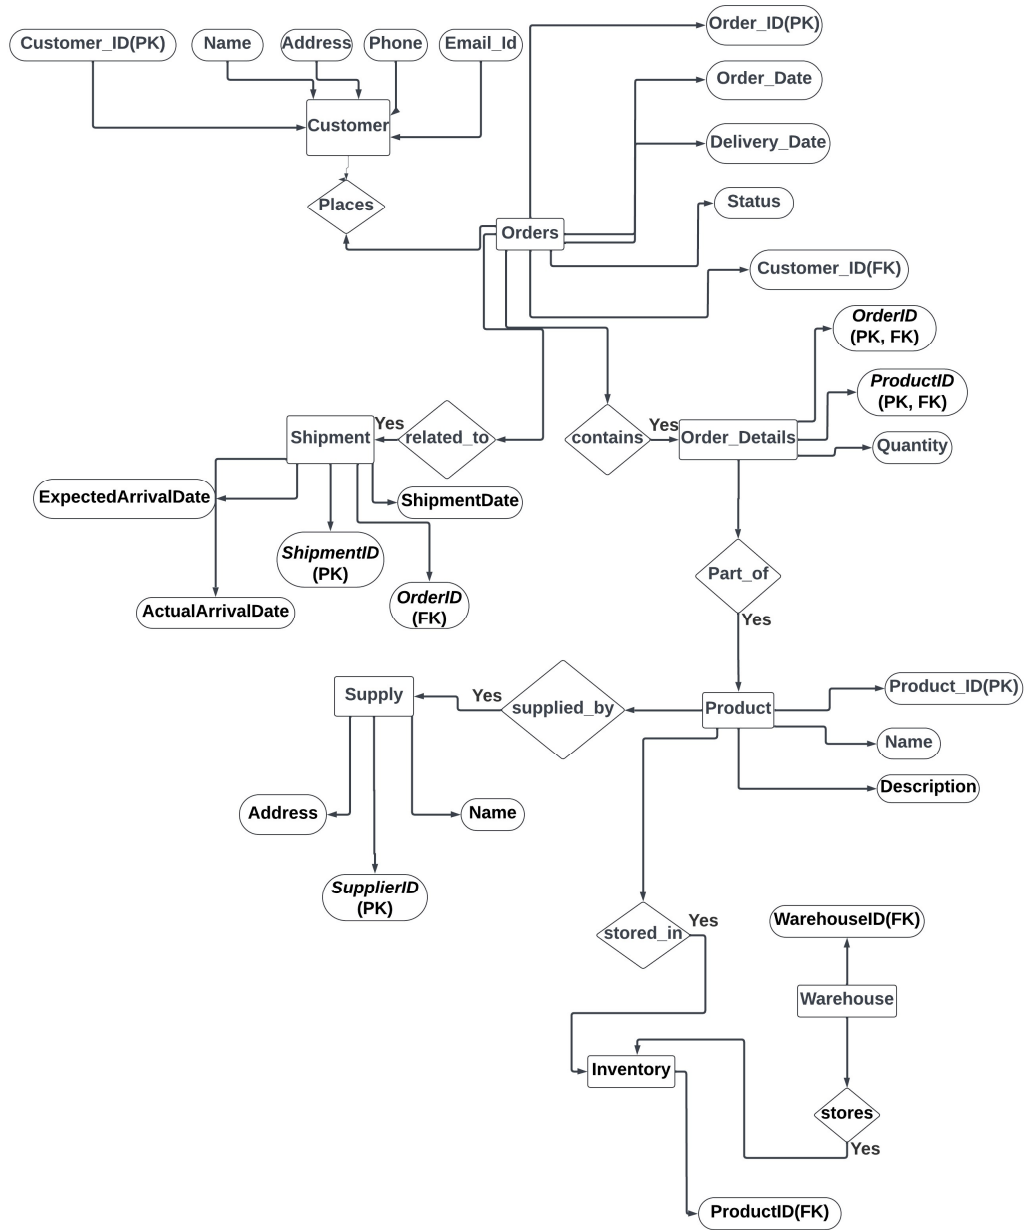 Order_ID(PK)
Customer_ID(PK)
Name
Address
Phone
Email_Id
Order_Date
Customer
Delivery_Date
Places
Status
Orders
Customer_ID(FK)
OrderID
(PK, FK)
ProductID
(PK, FK)
Yes
Shipment
related_to
contains
Yes
Order_Details
Quantity
ExpectedArrivalDate
ShipmentDate
ShipmentID
(PK)
OrderID
(FK)
ActualArrivalDate
Part_of
Yes
Supply
Yes
supplied_by
Product
Product_ID(PK)
Name
Description
Address
Name
SupplierID
(PK)
stored_in
Yes
WarehouseID(FK)
Warehouse
Inventory
stores
Yes
ProductID(FK)